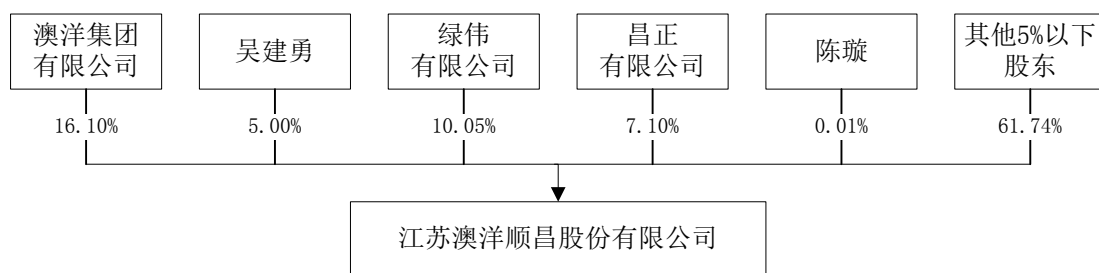 澳洋集团
有限公司
吴建勇
绿伟
有限公司
昌正
有限公司
陈璇
其他5%以下
股东
16.10%
5.00%
10.05%
7.10%
0.01%
61.74%
江苏澳洋顺昌股份有限公司